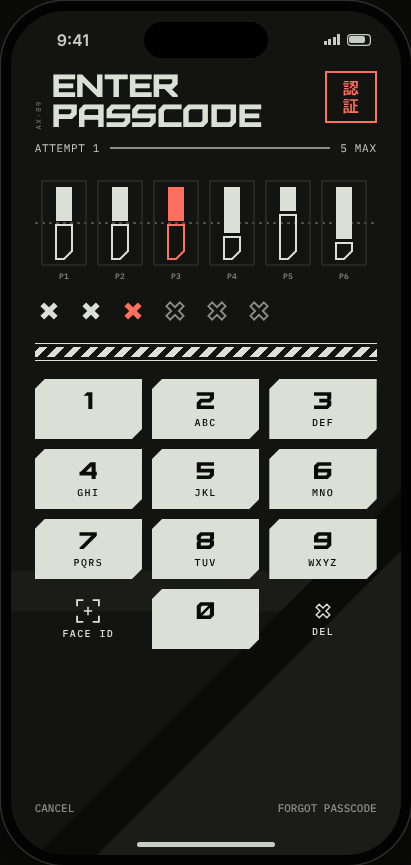 9:41
ENTER
PASSCODE
AX-09
認
証
ATTEMPT 1
5 MAX
P1 P2 P3 P4 P5 P6
1 2 3
ABC DEF
4 5 6
GHI JKL MNO
7 8 9
PQRS TUV WXYZ
0
FACE ID DEL
CANCEL
FORGOT PASSCODE